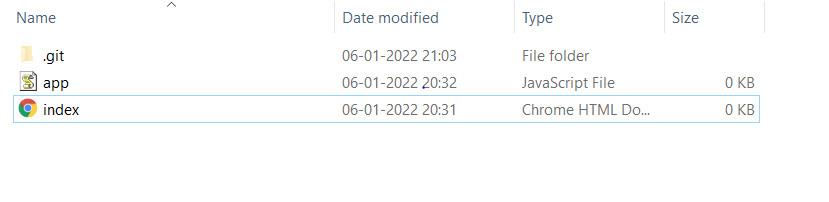 Name Date modified Type Size
.git 06-01-2022 21:03 File folder
app 06-01-2022 20:32 JavaScript File 0 KB
index 06-01-2022 20:31 Chrome HTML Do... 0 KB